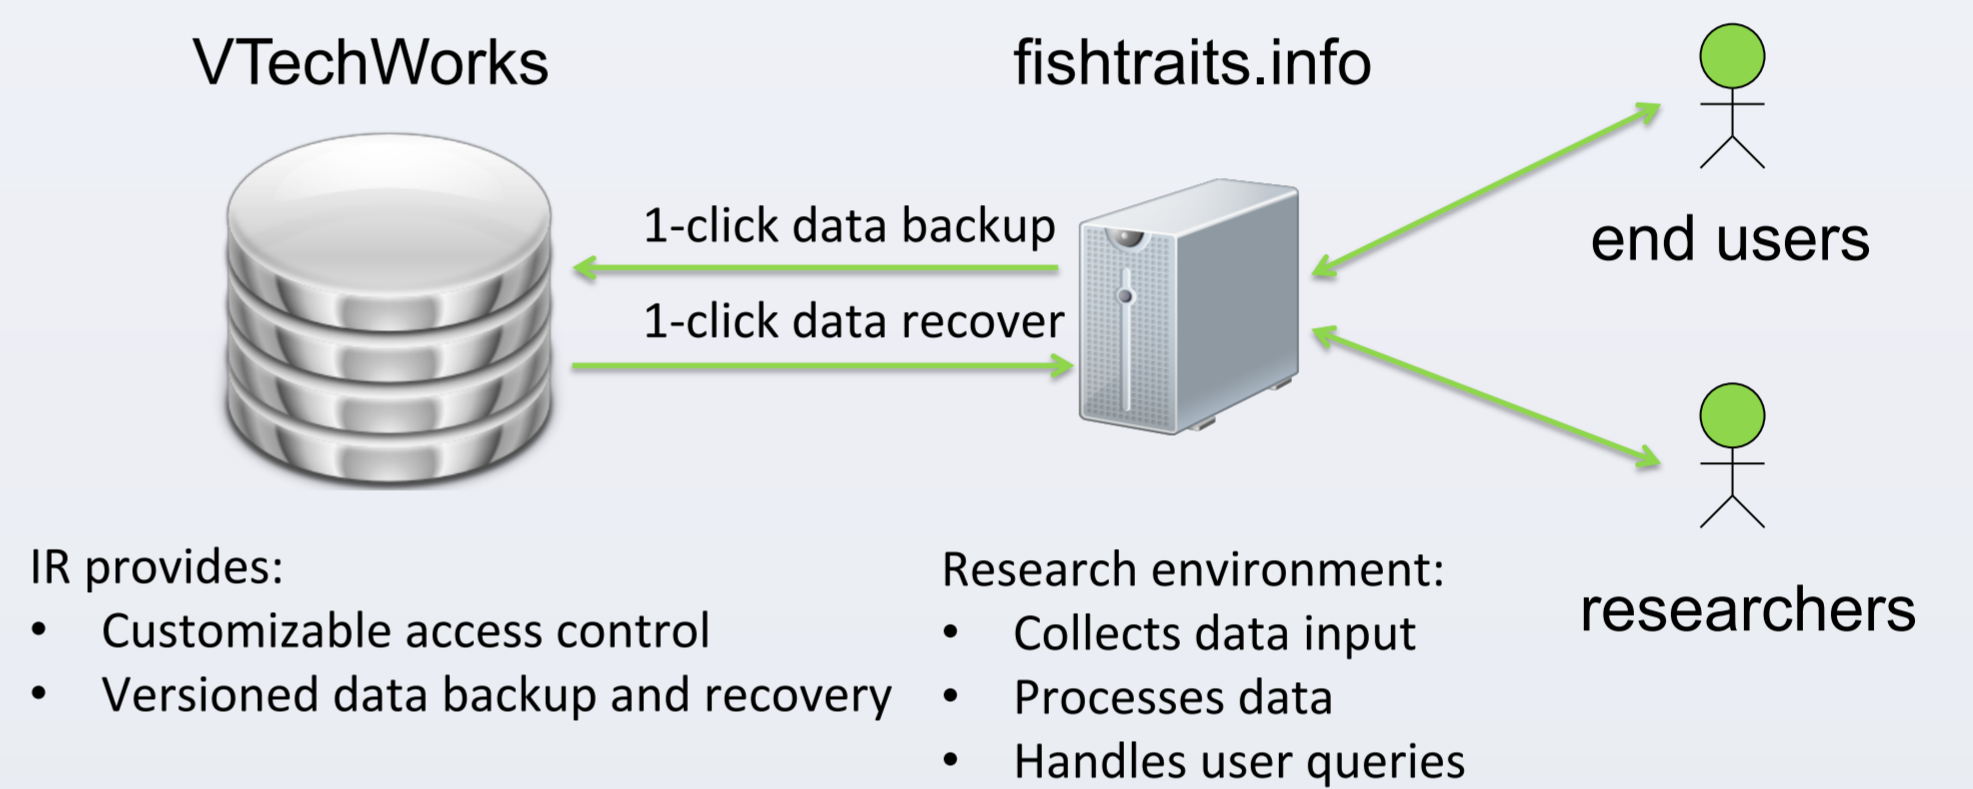 VTechWorks
fishtraits.info
1-click data backup
1-click data recover
end users
researchers
IR provides:
• Customizable access control
• Versioned data backup and recovery
Research environment:
• Collects data input
• Processes data
• Handles user queries